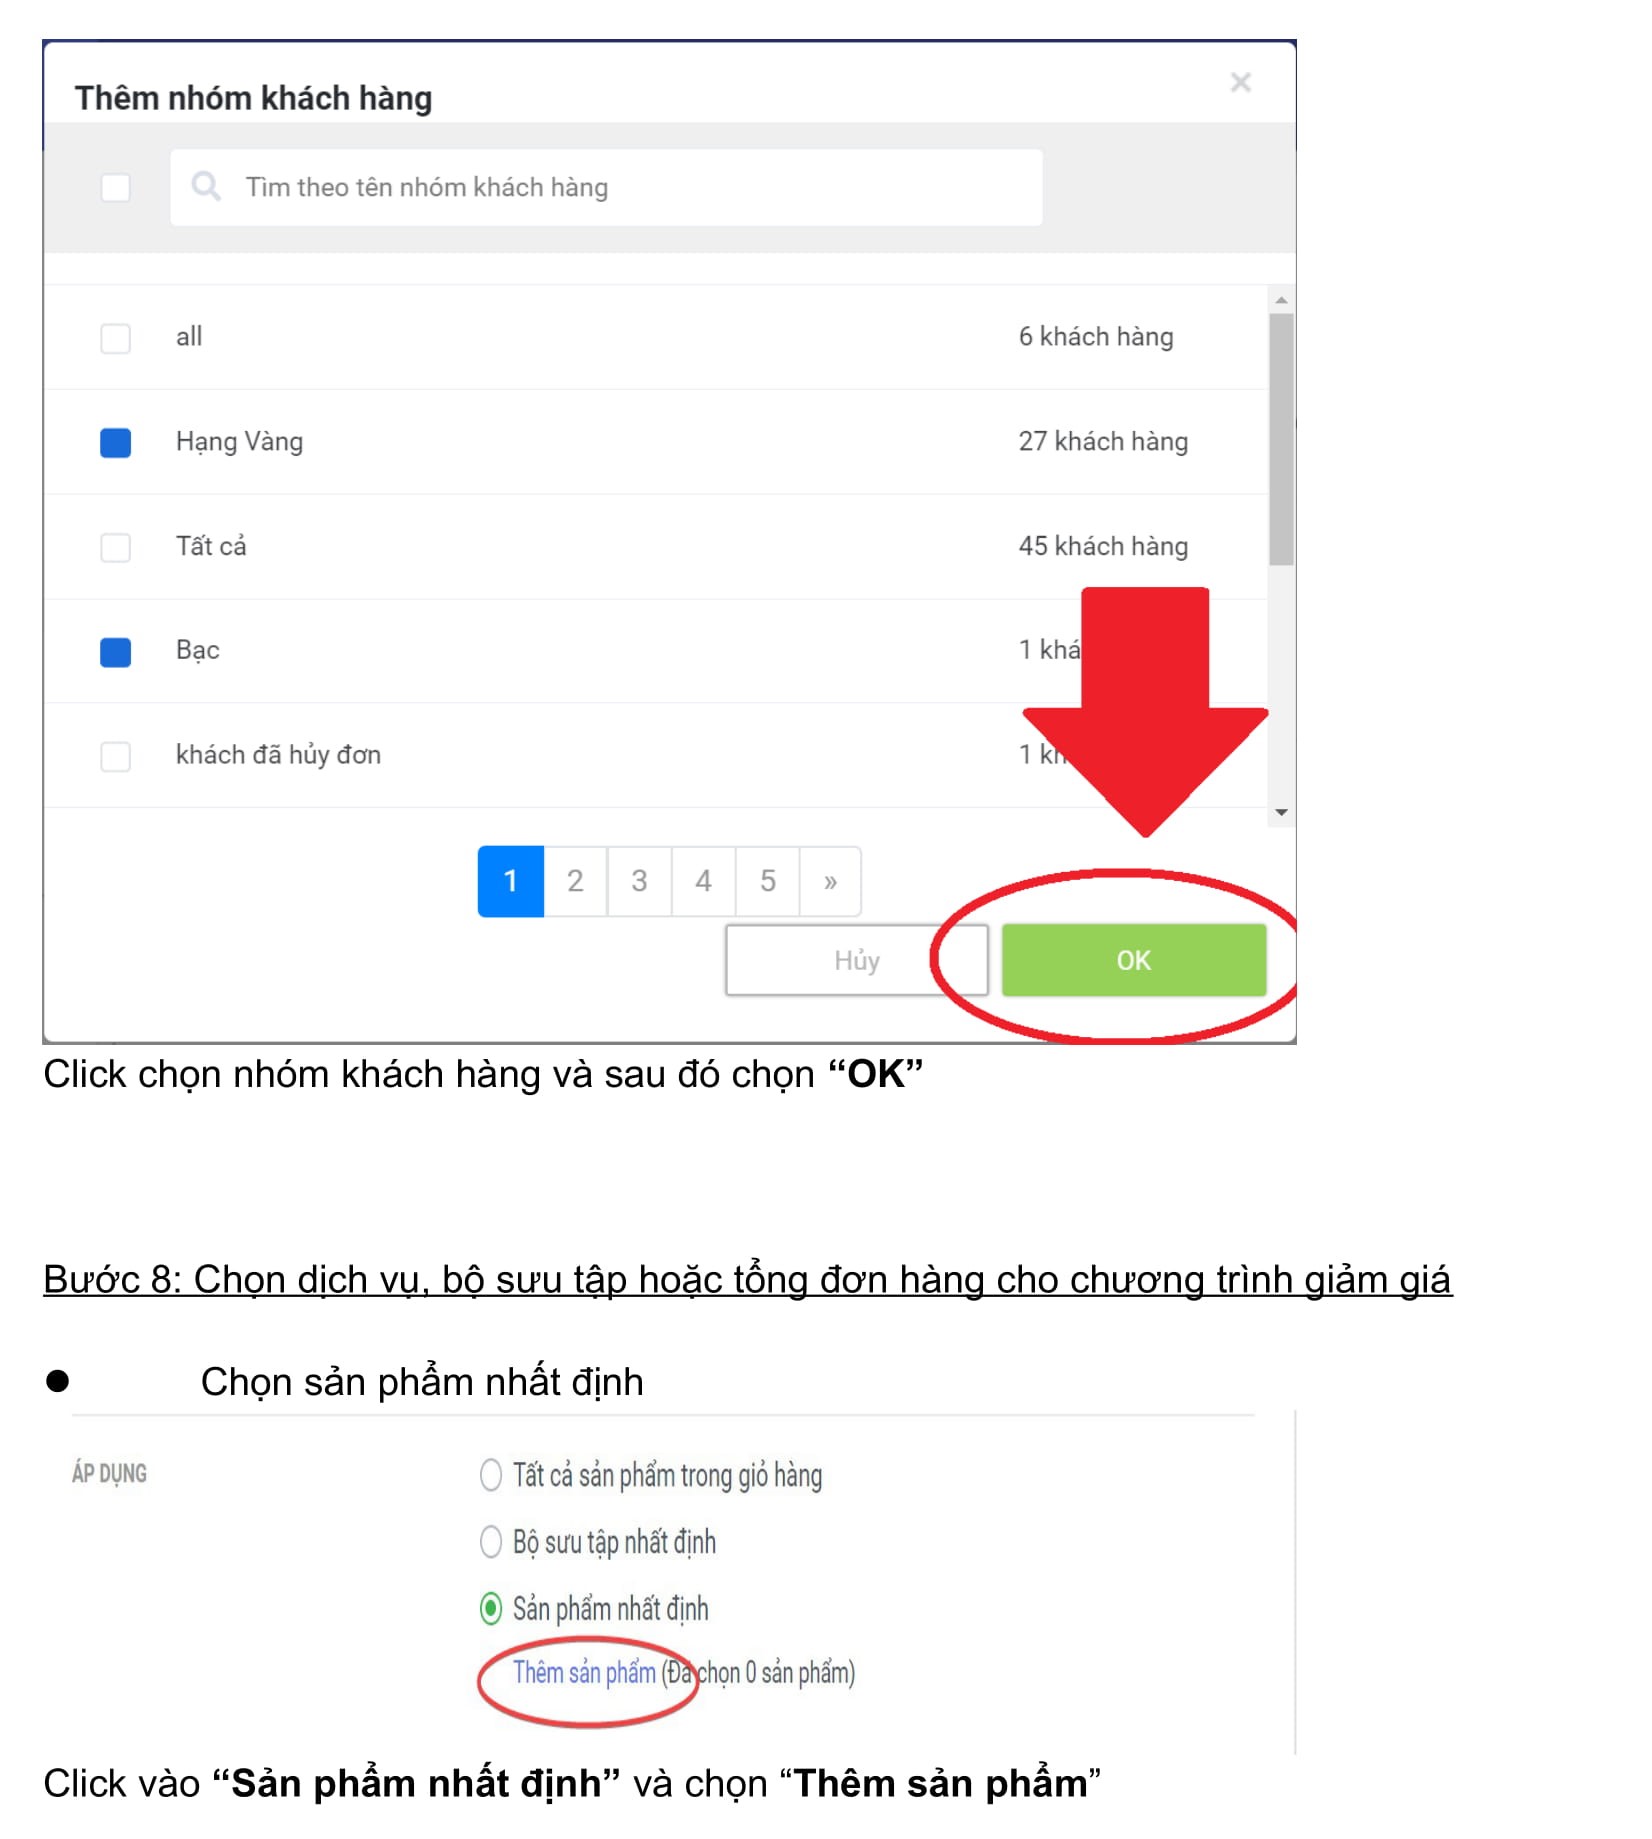 Thêm nhóm khách hàng ×
Tìm theo tên nhóm khách hàng
all 6 khách hàng
Hạng Vàng 27 khách hàng
Tất cả 45 khách hàng
Bạc 1
khách đã hủy đơn 1
1 2 3 4 5 »
Hủy OK
Click chọn nhóm khách hàng và sau đó chọn “OK”
Bước 8: Chọn dịch vụ, bộ sưu tập hoặc tổng đơn hàng cho chương trình giảm giá
● Chọn sản phẩm nhất định
ÁP DỤNG Tất cả sản phẩm trong giỏ hàng
Bộ sưu tập nhất định
Sản phẩm nhất định
Thêm sản phẩm (Đã chọn 0 sản phẩm)
Click vào “Sản phẩm nhất định” và chọn “Thêm sản phẩm”